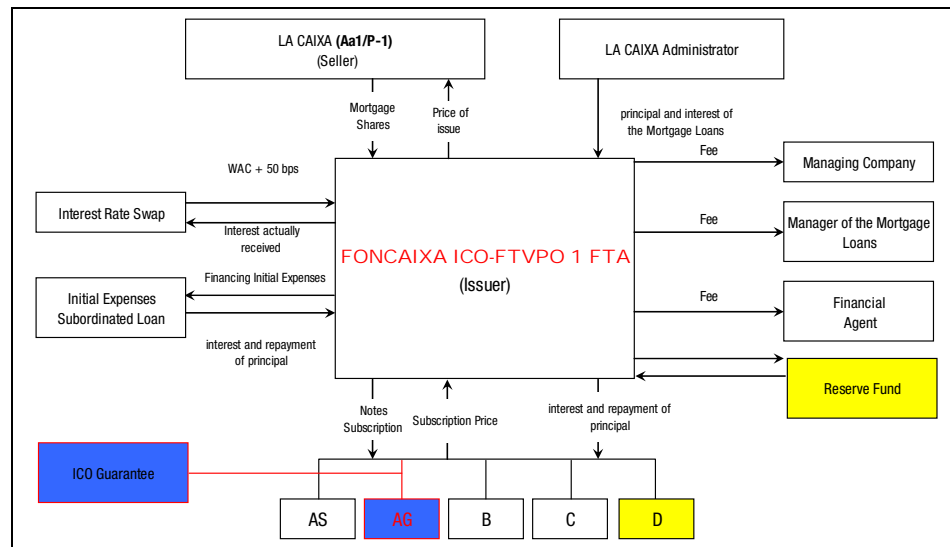 LA CAIXA (Aa1/P-1)
(Seller)
LA CAIXA Administrator
Mortgage
Shares
Price of
issue
principal and interest of
the Mortgage Loans
Fee
Managing Company
WAC + 50 bps
Interest Rate Swap
Interest actually
received
Fee
Manager of the Mortgage
Loans
FONCAIXA ICO-FTVPO 1 FTA
(Issuer)
Financing Initial Expenses
Initial Expenses
Subordinated Loan
interest and repayment
of principal
Fee
Financial
Agent
Reserve Fund
Notes
Subscription
Subscription Price
interest and repayment of
principal
ICO Guarantee
AS
AG
B
C
D